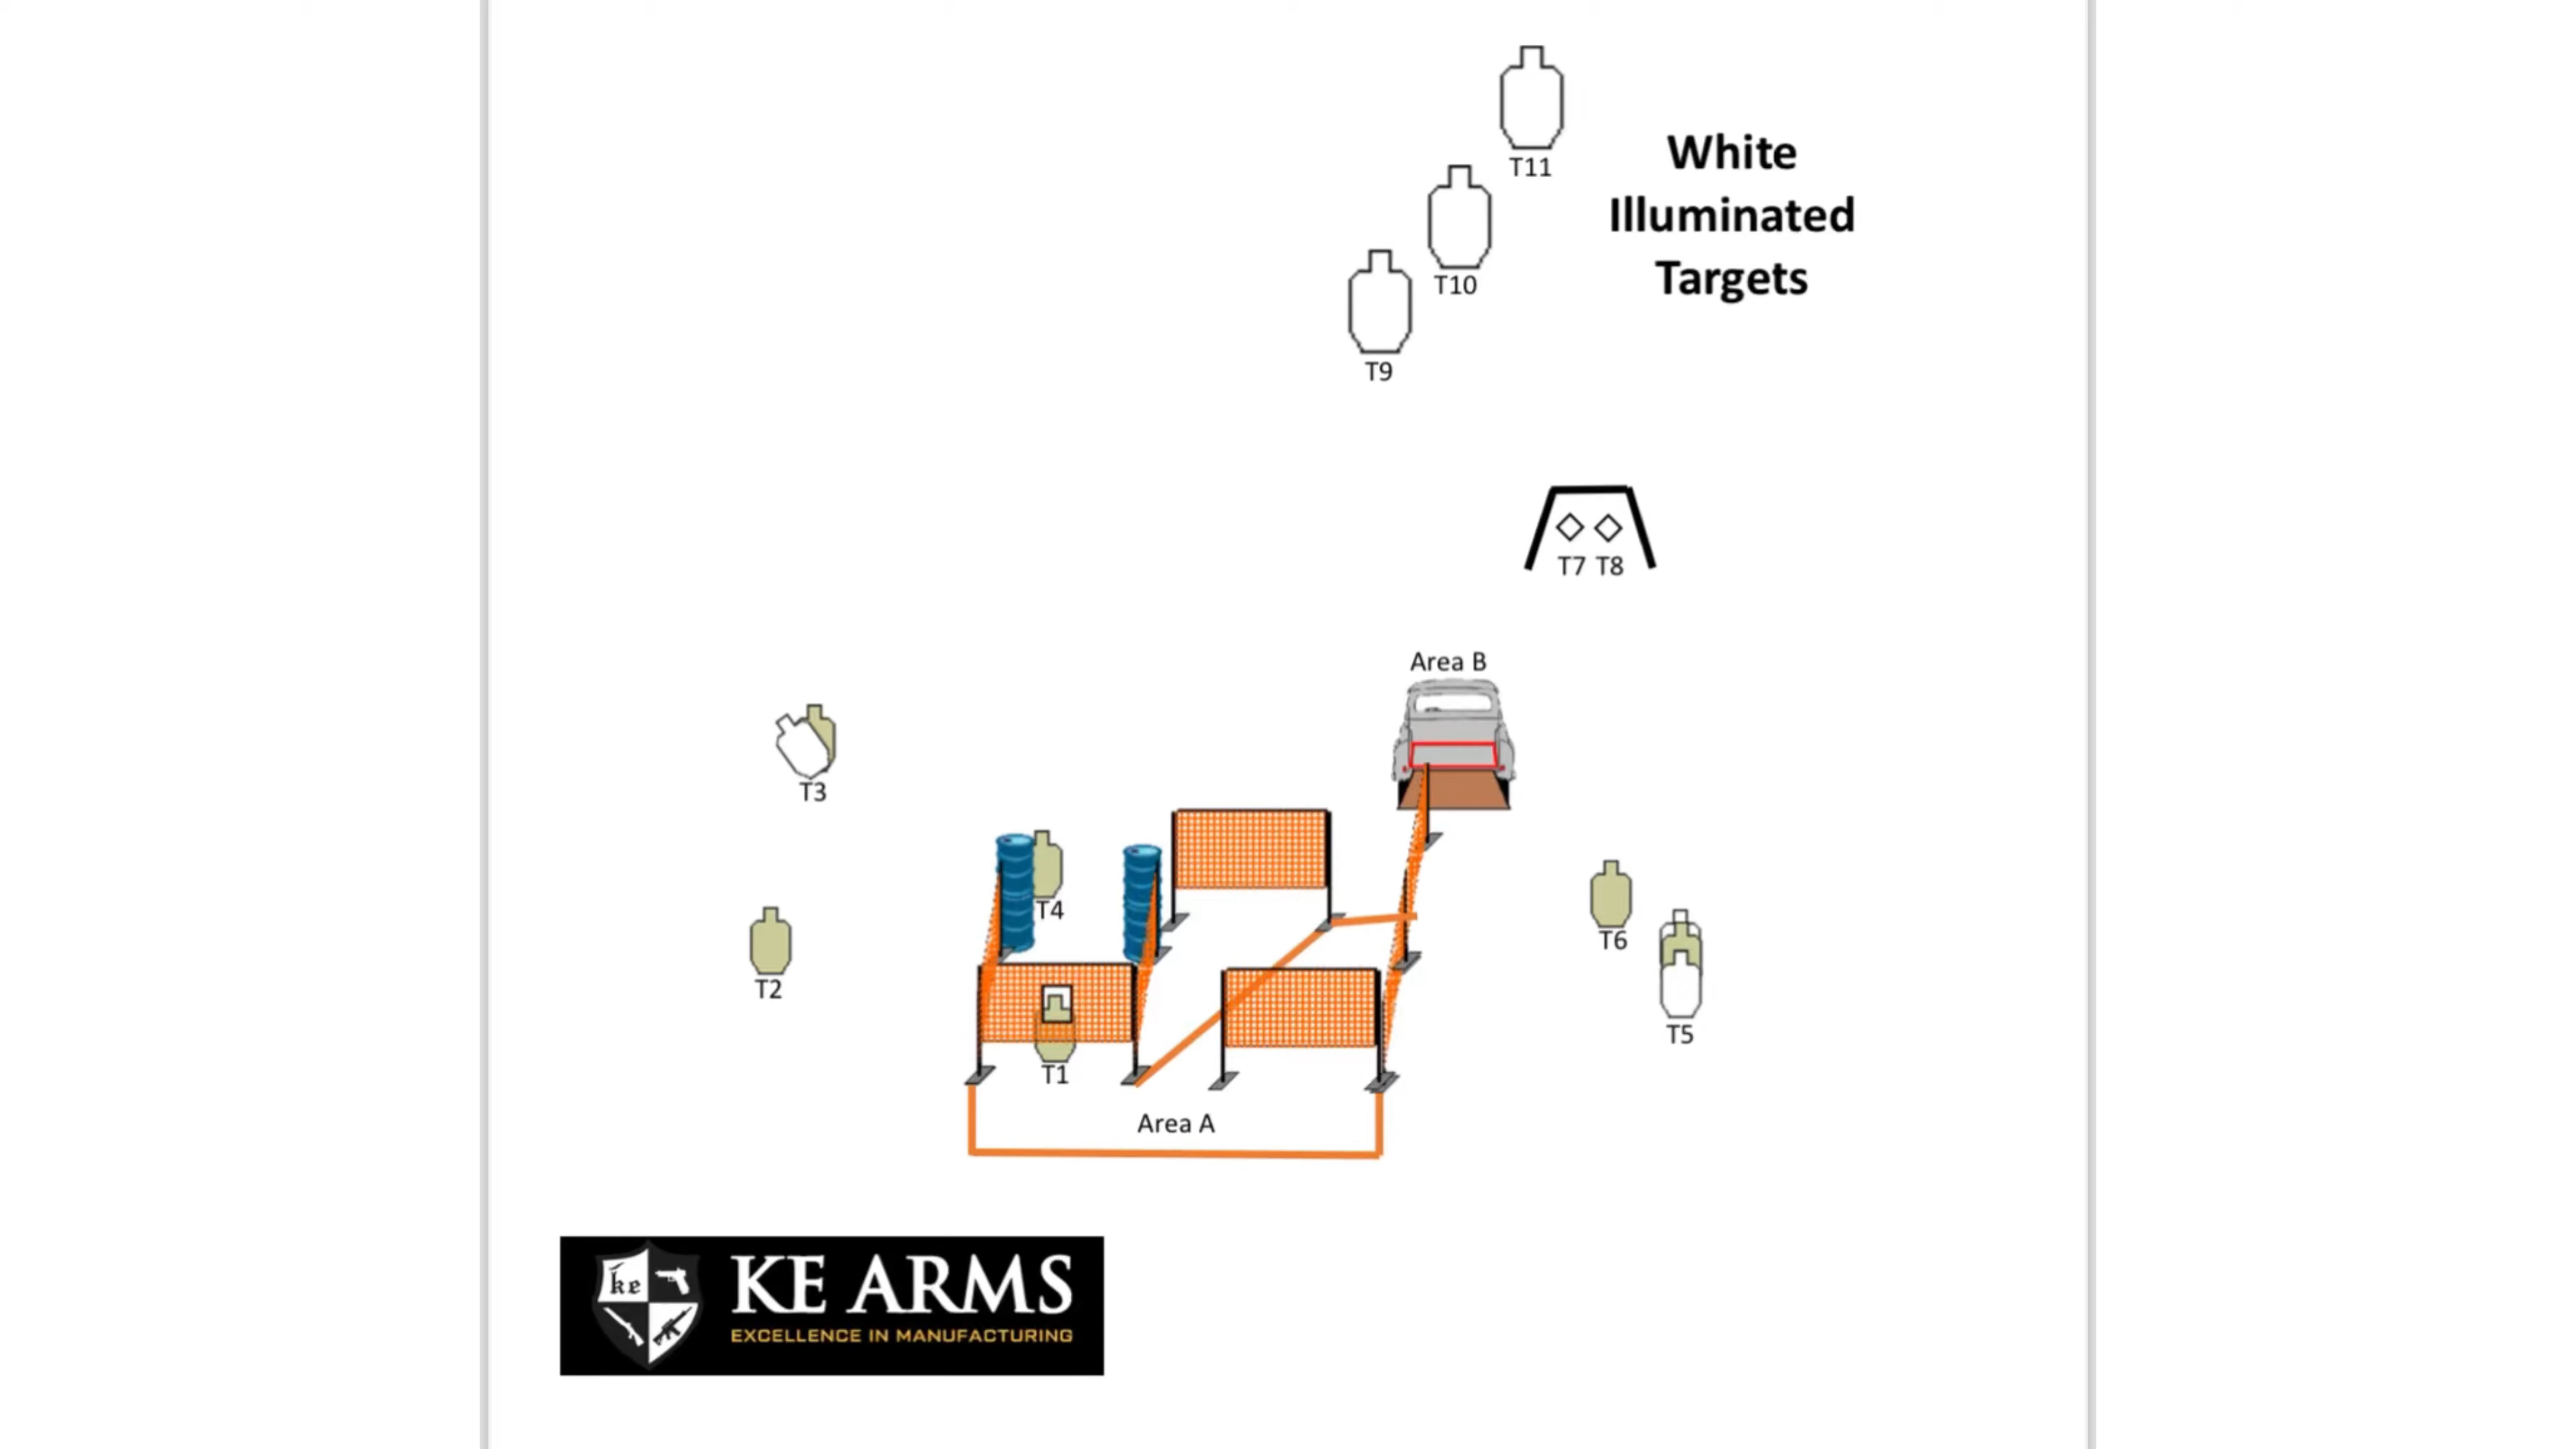 T11
White
Illuminated
Targets
T10
T9
T7 T8
Area B
T3
T4
T6
T2
T5
T1
Area A
ke
KE ARMS
EXCELLENCE IN MANUFACTURING